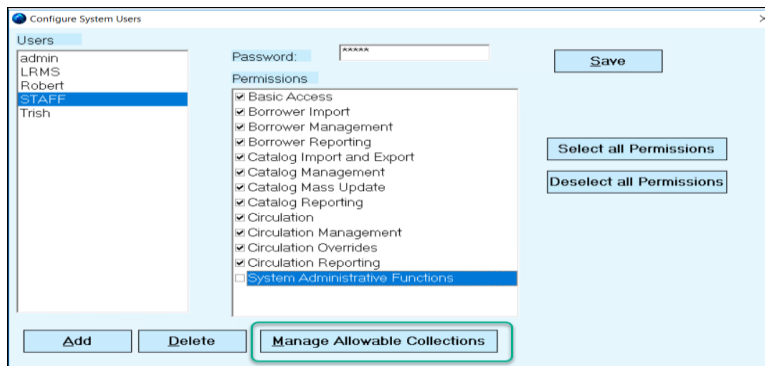 Configure System Users
Users
admin
LRMS
Robert
STAFF
Trish
Password:
*****
Permissions
Basic Access
Borrower Import
Borrower Management
Borrower Reporting
Catalog Import and Export
Catalog Management
Catalog Mass Update
Catalog Reporting
Circulation
Circulation Management
Circulation Overrides
Circulation Reporting
System Administrative Functions
Save
Select all Permissions
Deselect all Permissions
Add
Delete
Manage Allowable Collections